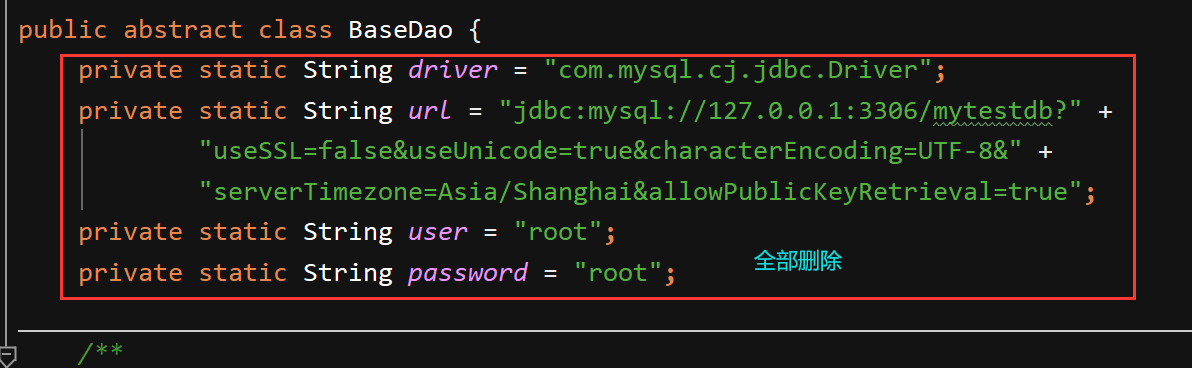 public abstract class BaseDao {
private static String driver = "com.mysql.cj.jdbc.Driver";
private static String url = "jdbc:mysql://127.0.0.1:3306/mytestdb?" +
"useSSL=false&useUnicode=true&characterEncoding=UTF-8&" +
"serverTimezone=Asia/Shanghai&allowPublicKeyRetrieval=true";
private static String user = "root";
private static String password = "root";
全部删除
/**